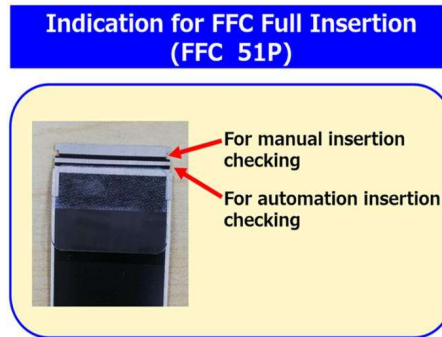 Indication for FFC Full Insertion
(FFC 51P)
For manual insertion
checking
For automation insertion
checking